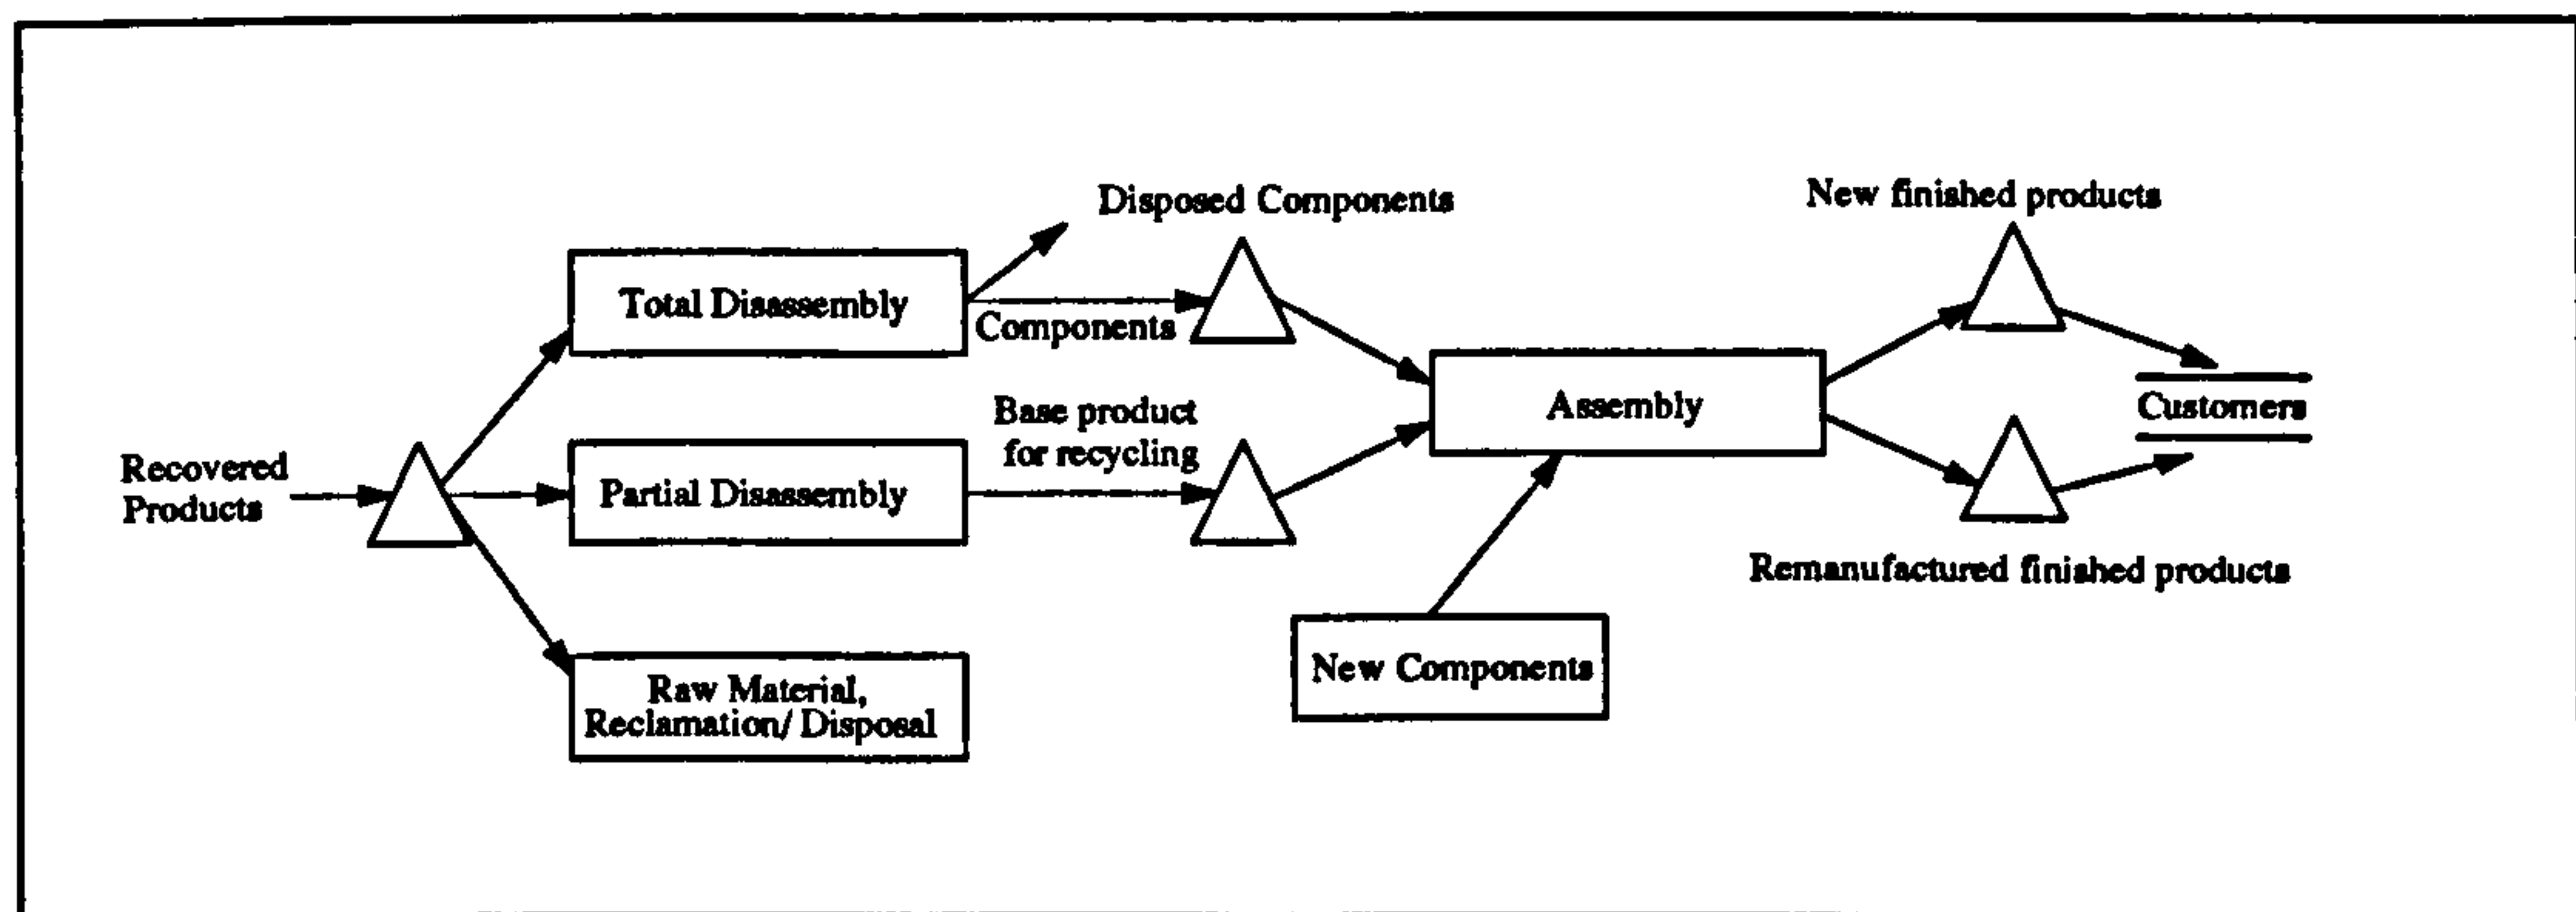 Disposed Components
New finished products
Total Disassembly
Components
Base product
for recycling
Assembly
Customers
Recovered
Products
Partial Disassembly
Remanufactured finished products
New Components
Raw Material,
Reclamation/ Disposal